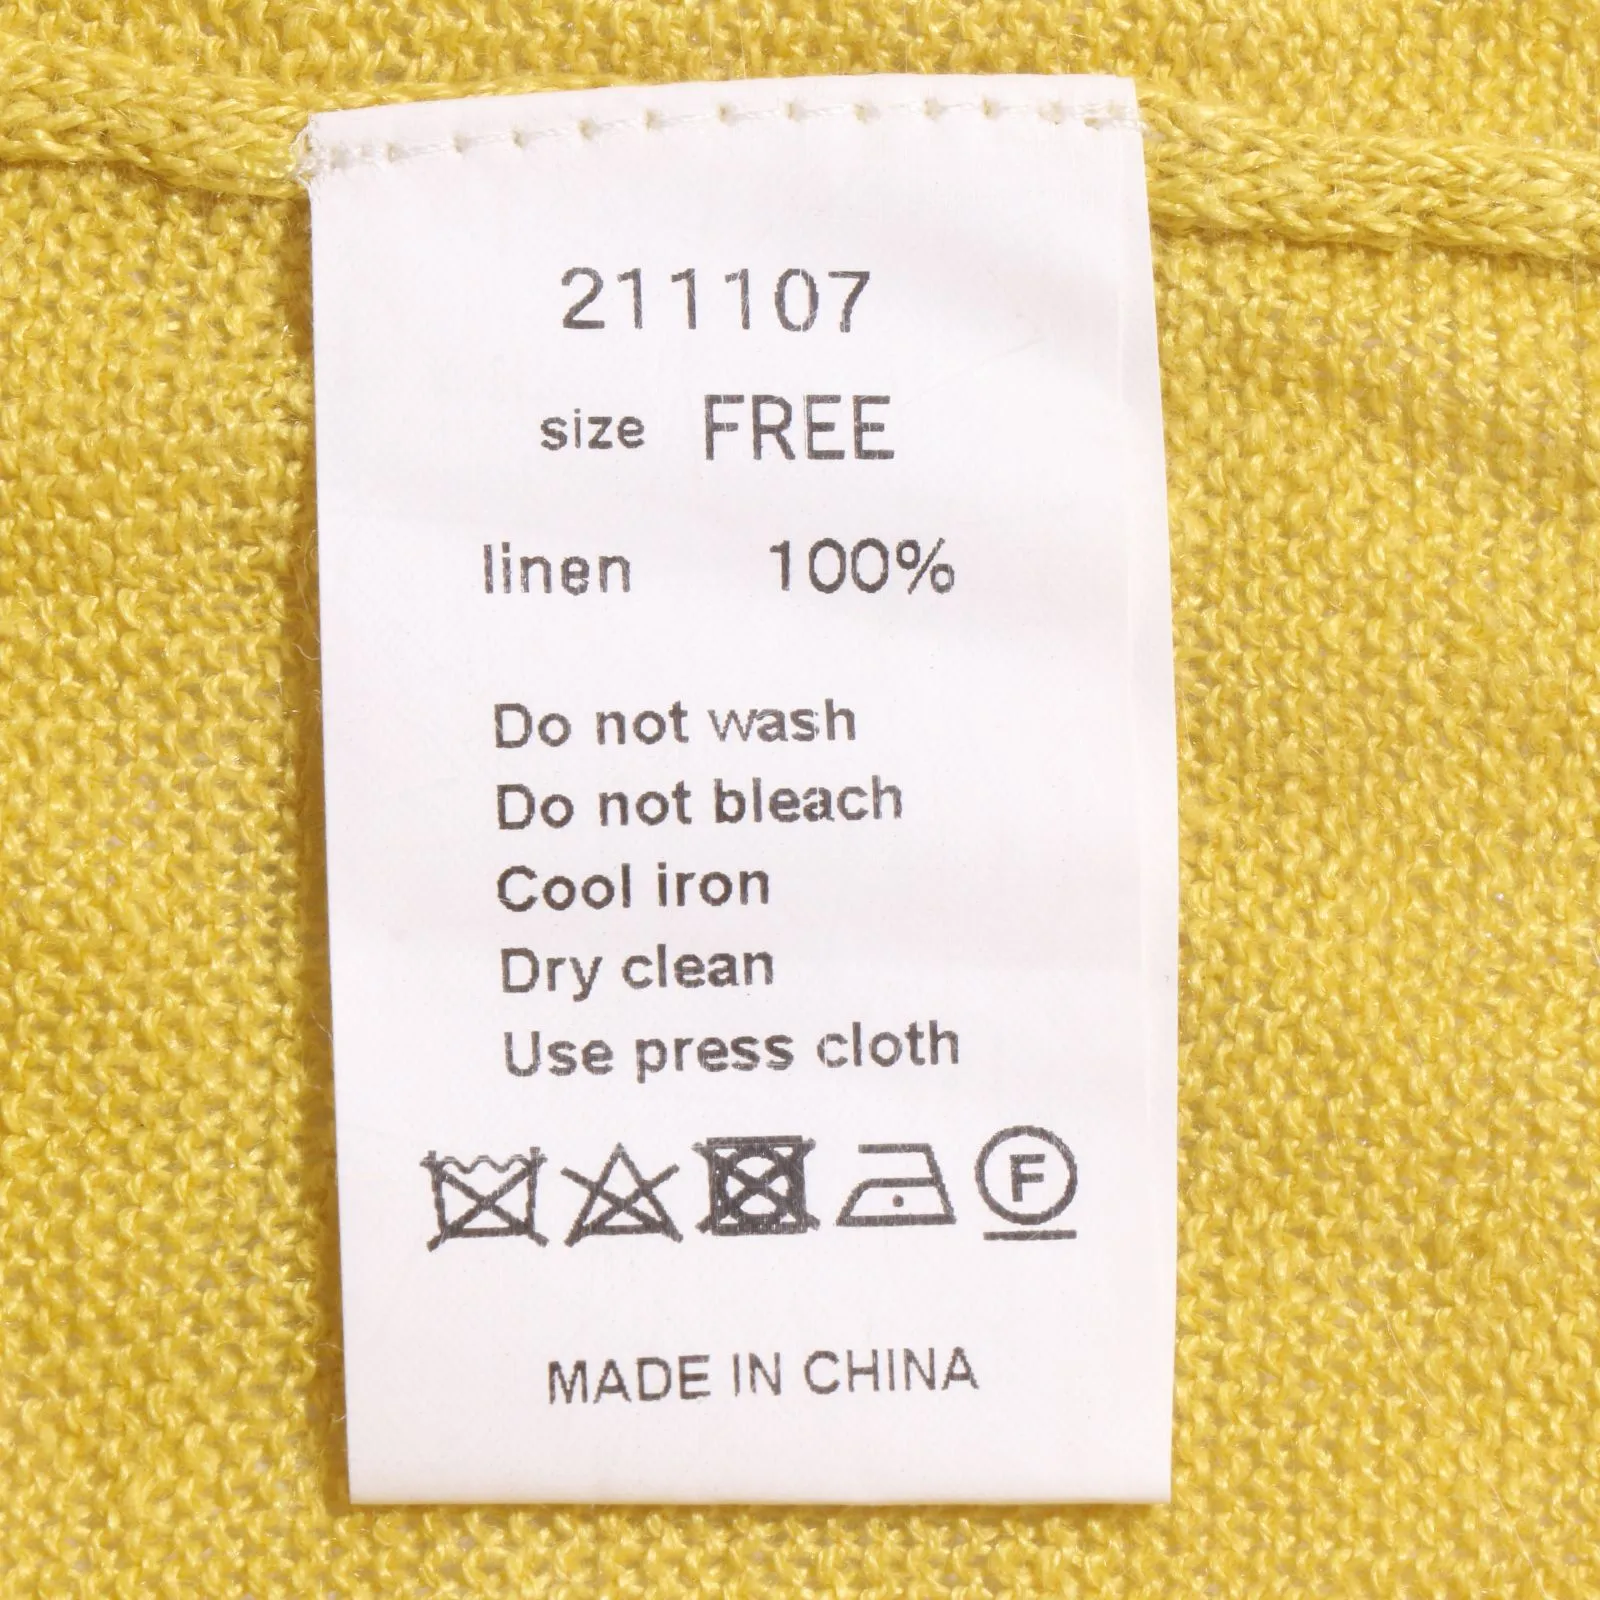 211107
size FREE
linen 100%
Do not wash
Do not bleach
Cool iron
Dry clean
Use press cloth
F
MADE IN CHINA